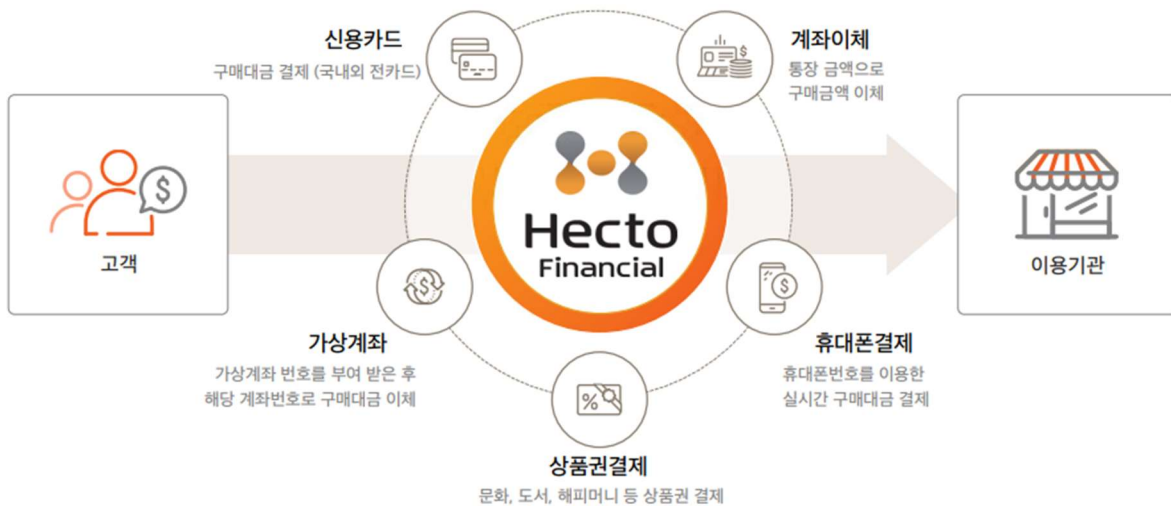 신용카드
구매대금 결제 (국내외 전카드)
계좌이체
통장 금액으로
구매금액 이체
고객
Hecto
Financial
이용기관
가상계좌
가상계좌 번호를 부여 받은 후
해당 계좌번호로 구매대금 이체
휴대폰결제
휴대폰번호를 이용한
실시간 구매대금 결제
상품권결제
문화, 도서, 해피머니 등 상품권 결제